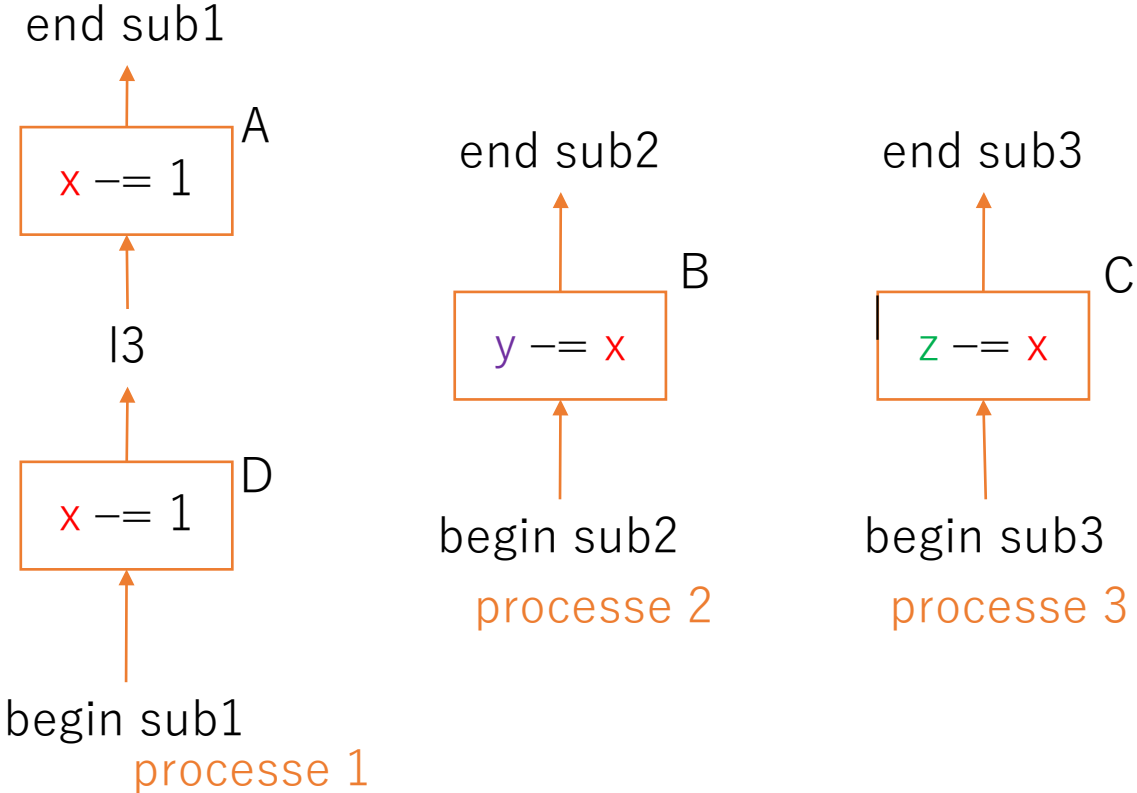 end sub1
A
x −= 1
l3
D
x −= 1
begin sub1
processe 1
end sub2
B
y −= x
begin sub2
processe 2
end sub3
C
z −= x
begin sub3
processe 3